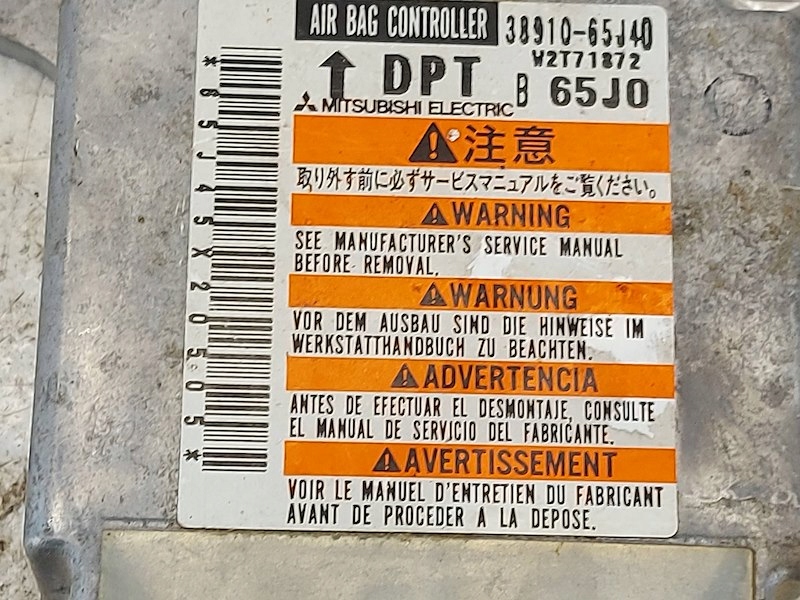 AIR BAG CONTROLLER 38910-65J40
W2T71872
DPT B 65J0
MITSUBISHI ELECTRIC
注意
取り外す前に必ずサービスマニュアルをご覧ください。
WARNING
SEE MANUFACTURER'S SERVICE MANUAL
BEFORE REMOVAL.
WARNUNG
VOR DEM AUSBAU SIND DIE HINWEISE IM
WERKSTATTHANDBUCH ZU BEACHTEN.
ADVERTENCIA
ANTES DE EFECTUAR EL DESMONTAJE, CONSULTE
EL MANUAL DE SERVICIO DEL FABRICANTE.
AVERTISSEMENT
VOIR LE MANUEL D'ENTRETIEN DU FABRICANT
AVANT DE PROCEDER A LA DEPOSE.
*65J45X20505*